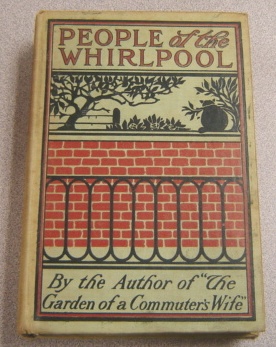 PEOPLE of the
WHIRLPOOL
By the Author of "The
Garden of a Commuter's Wife"